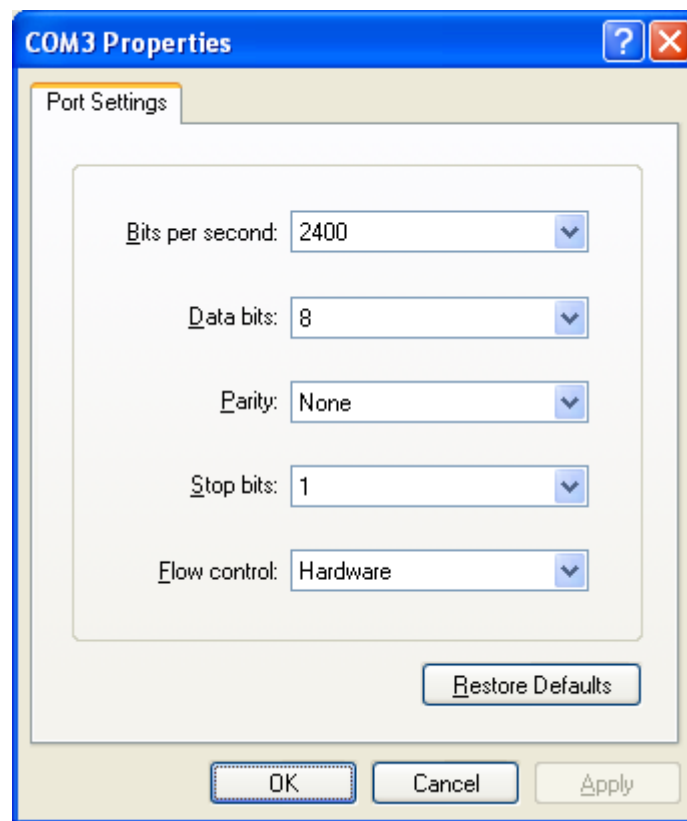 COM3 Properties
Port Settings
Bits per second: 2400
Data bits: 8
Parity: None
Stop bits: 1
Flow control: Hardware
Restore Defaults
OK Cancel Apply